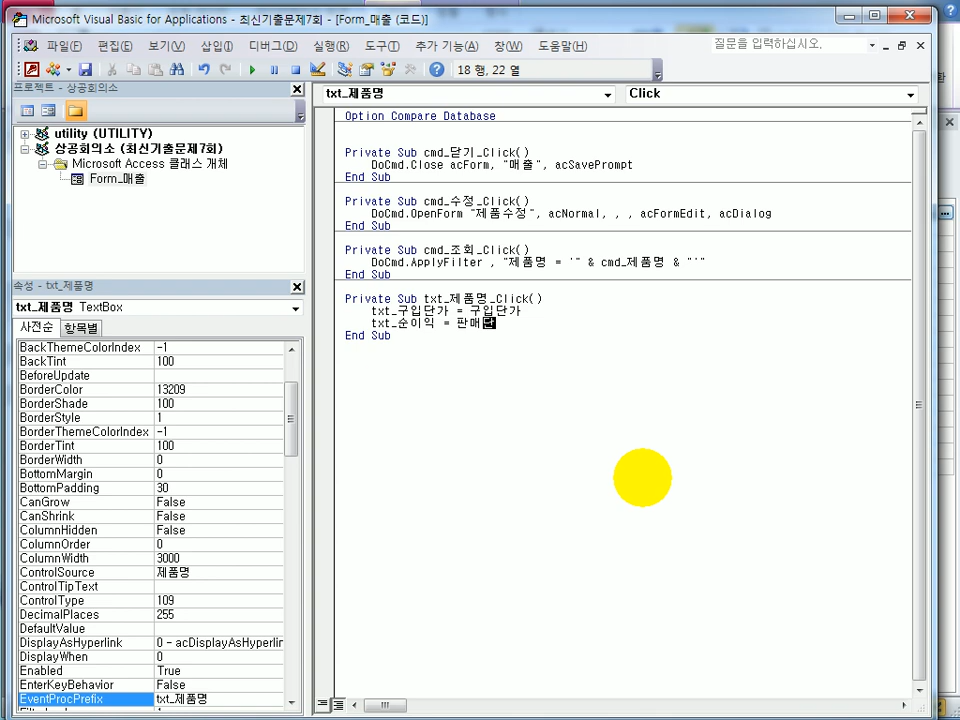 Microsoft Visual Basic for Applications - 최신기출문제7회 - [Form_매출 (코드)]
파일(F) 편집(E) 보기(V) 삽입(I) 디버그(D) 실행(R) 도구(T) 추가 기능(A) 창(W) 도움말(H) 질문을 입력하십시오.
18 행, 22 열
프로젝트 - 상공회의소
txt_제품명 Click
Option Compare Database
utility (UTILITY)
상공회의소 (최신기출문제7회)
Microsoft Access 클래스 개체
Form_매출
Private Sub cmd_닫기_Click()
DoCmd.Close acForm, "매출", acSavePrompt
End Sub
Private Sub cmd_수정_Click()
DoCmd.OpenForm "제품수정", acNormal, , , acFormEdit, acDialog
End Sub
Private Sub cmd_조회_Click()
DoCmd.ApplyFilter , "제품명 = '" & cmd_제품명 & "'"
End Sub
Private Sub txt_제품명_Click()
txt_구입단가 = 구입단가
txt_순이익 = 판매단
End Sub
속성 - txt_제품명
txt_제품명 TextBox
사전순 항목별
BackThemeColorIndex -1
BackTint 100
BeforeUpdate
BorderColor 13209
BorderShade 100
BorderStyle 1
BorderThemeColorIndex -1
BorderTint 100
BorderWidth 0
BottomMargin 0
BottomPadding 30
CanGrow False
CanShrink False
ColumnHidden False
ColumnOrder 0
ColumnWidth 3000
ControlSource 제품명
ControlTipText
ControlType 109
DecimalPlaces 255
DefaultValue
DisplayAsHyperlink 0 - acDisplayAsHyperlin
DisplayWhen 0
Enabled True
EnterKeyBehavior False
EventProcPrefix txt_제품명